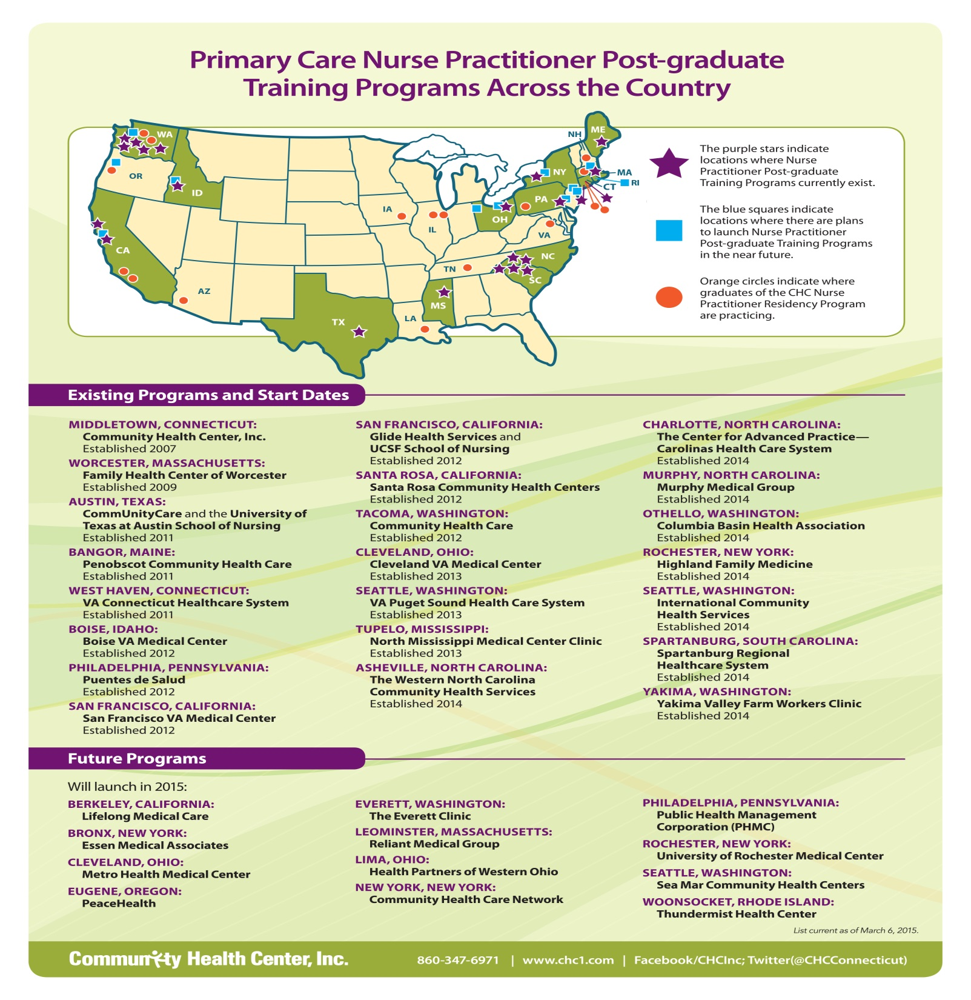 Primary Care Nurse Practitioner Post-graduate
Training Programs Across the Country
WA
OR
ID
CA
AZ
TX
IA
IL
TN
MS
LA
OH
PA
NY
VA
NC
SC
NH
ME
MA
RI
CT
The purple stars indicate
locations where Nurse
Practitioner Post-graduate
Training Programs currently exist.
The blue squares indicate
locations where there are plans
to launch Nurse Practitioner
Post-graduate Training Programs
in the near future.
Orange circles indicate where
graduates of the CHC Nurse
Practitioner Residency Program
are practicing.
Existing Programs and Start Dates
MIDDLETOWN, CONNECTICUT:
Community Health Center, Inc.
Established 2007
WORCESTER, MASSACHUSETTS:
Family Health Center of Worcester
Established 2009
AUSTIN, TEXAS:
CommUnityCare and the University of
Texas at Austin School of Nursing
Established 2011
BANGOR, MAINE:
Penobscot Community Health Care
Established 2011
WEST HAVEN, CONNECTICUT:
VA Connecticut Healthcare System
Established 2011
BOISE, IDAHO:
Boise VA Medical Center
Established 2012
PHILADELPHIA, PENNSYLVANIA:
Puentes de Salud
Established 2012
SAN FRANCISCO, CALIFORNIA:
San Francisco VA Medical Center
Established 2012
SAN FRANCISCO, CALIFORNIA:
Glide Health Services and
UCSF School of Nursing
Established 2012
SANTA ROSA, CALIFORNIA:
Santa Rosa Community Health Centers
Established 2012
TACOMA, WASHINGTON:
Community Health Care
Established 2012
CLEVELAND, OHIO:
Cleveland VA Medical Center
Established 2013
SEATTLE, WASHINGTON:
VA Puget Sound Health Care System
Established 2013
TUPELO, MISSISSIPPI:
North Mississippi Medical Center Clinic
Established 2013
ASHEVILLE, NORTH CAROLINA:
The Western North Carolina
Community Health Services
Established 2014
CHARLOTTE, NORTH CAROLINA:
The Center for Advanced Practice—
Carolinas Health Care System
Established 2014
MURPHY, NORTH CAROLINA:
Murphy Medical Group
Established 2014
OTHELLO, WASHINGTON:
Columbia Basin Health Association
Established 2014
ROCHESTER, NEW YORK:
Highland Family Medicine
Established 2014
SEATTLE, WASHINGTON:
International Community
Health Services
Established 2014
SPARTANBURG, SOUTH CAROLINA:
Spartanburg Regional
Healthcare System
Established 2014
YAKIMA, WASHINGTON:
Yakima Valley Farm Workers Clinic
Established 2014
Future Programs
Will launch in 2015:
BERKELEY, CALIFORNIA:
Lifelong Medical Care
BRONX, NEW YORK:
Essen Medical Associates
CLEVELAND, OHIO:
Metro Health Medical Center
EUGENE, OREGON:
PeaceHealth
EVERETT, WASHINGTON:
The Everett Clinic
LEOMINSTER, MASSACHUSETTS:
Reliant Medical Group
LIMA, OHIO:
Health Partners of Western Ohio
NEW YORK, NEW YORK:
Community Health Care Network
PHILADELPHIA, PENNSYLVANIA:
Public Health Management
Corporation (PHMC)
ROCHESTER, NEW YORK:
University of Rochester Medical Center
SEATTLE, WASHINGTON:
Sea Mar Community Health Centers
WOONSOCKET, RHODE ISLAND:
Thundermist Health Center
List current as of March 6, 2015.
Community Health Center, Inc.
860-347-6971 | www.chc1.com | Facebook/CHCInc; Twitter(@CHCConnecticut)